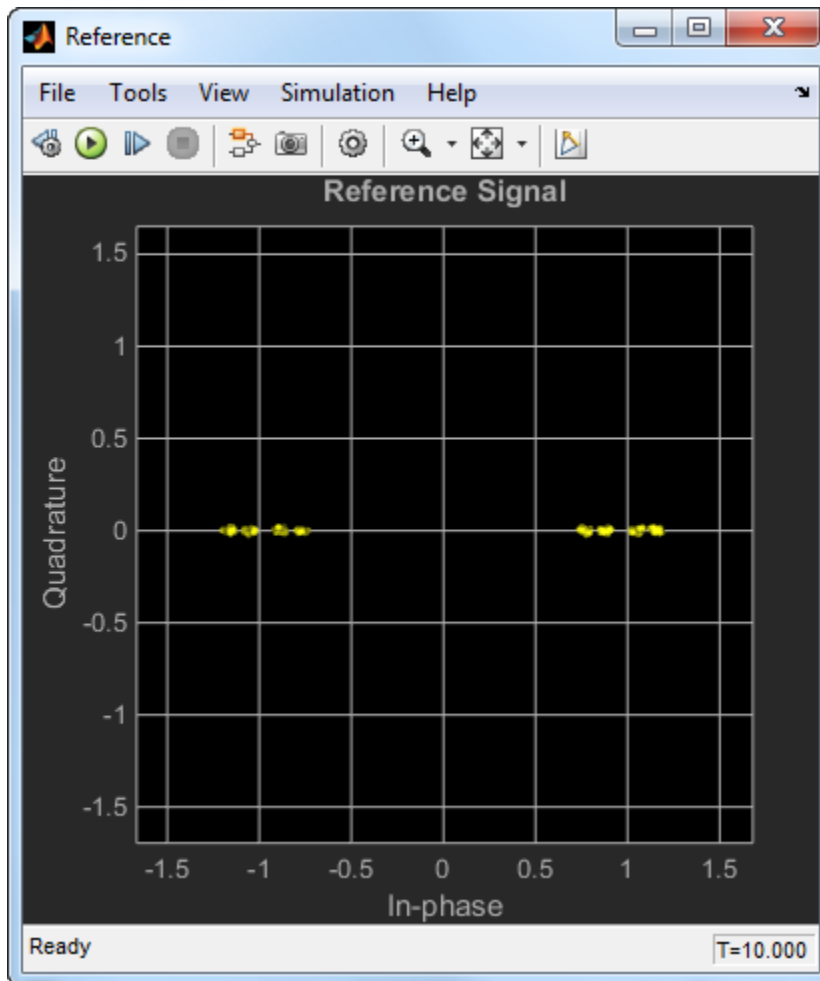 Reference
File Tools View Simulation Help
Reference Signal
1.5
1
0.5
0
-0.5
-1
-1.5
Quadrature
-1.5 -1 -0.5 0 0.5 1 1.5
In-phase
Ready T=10.000